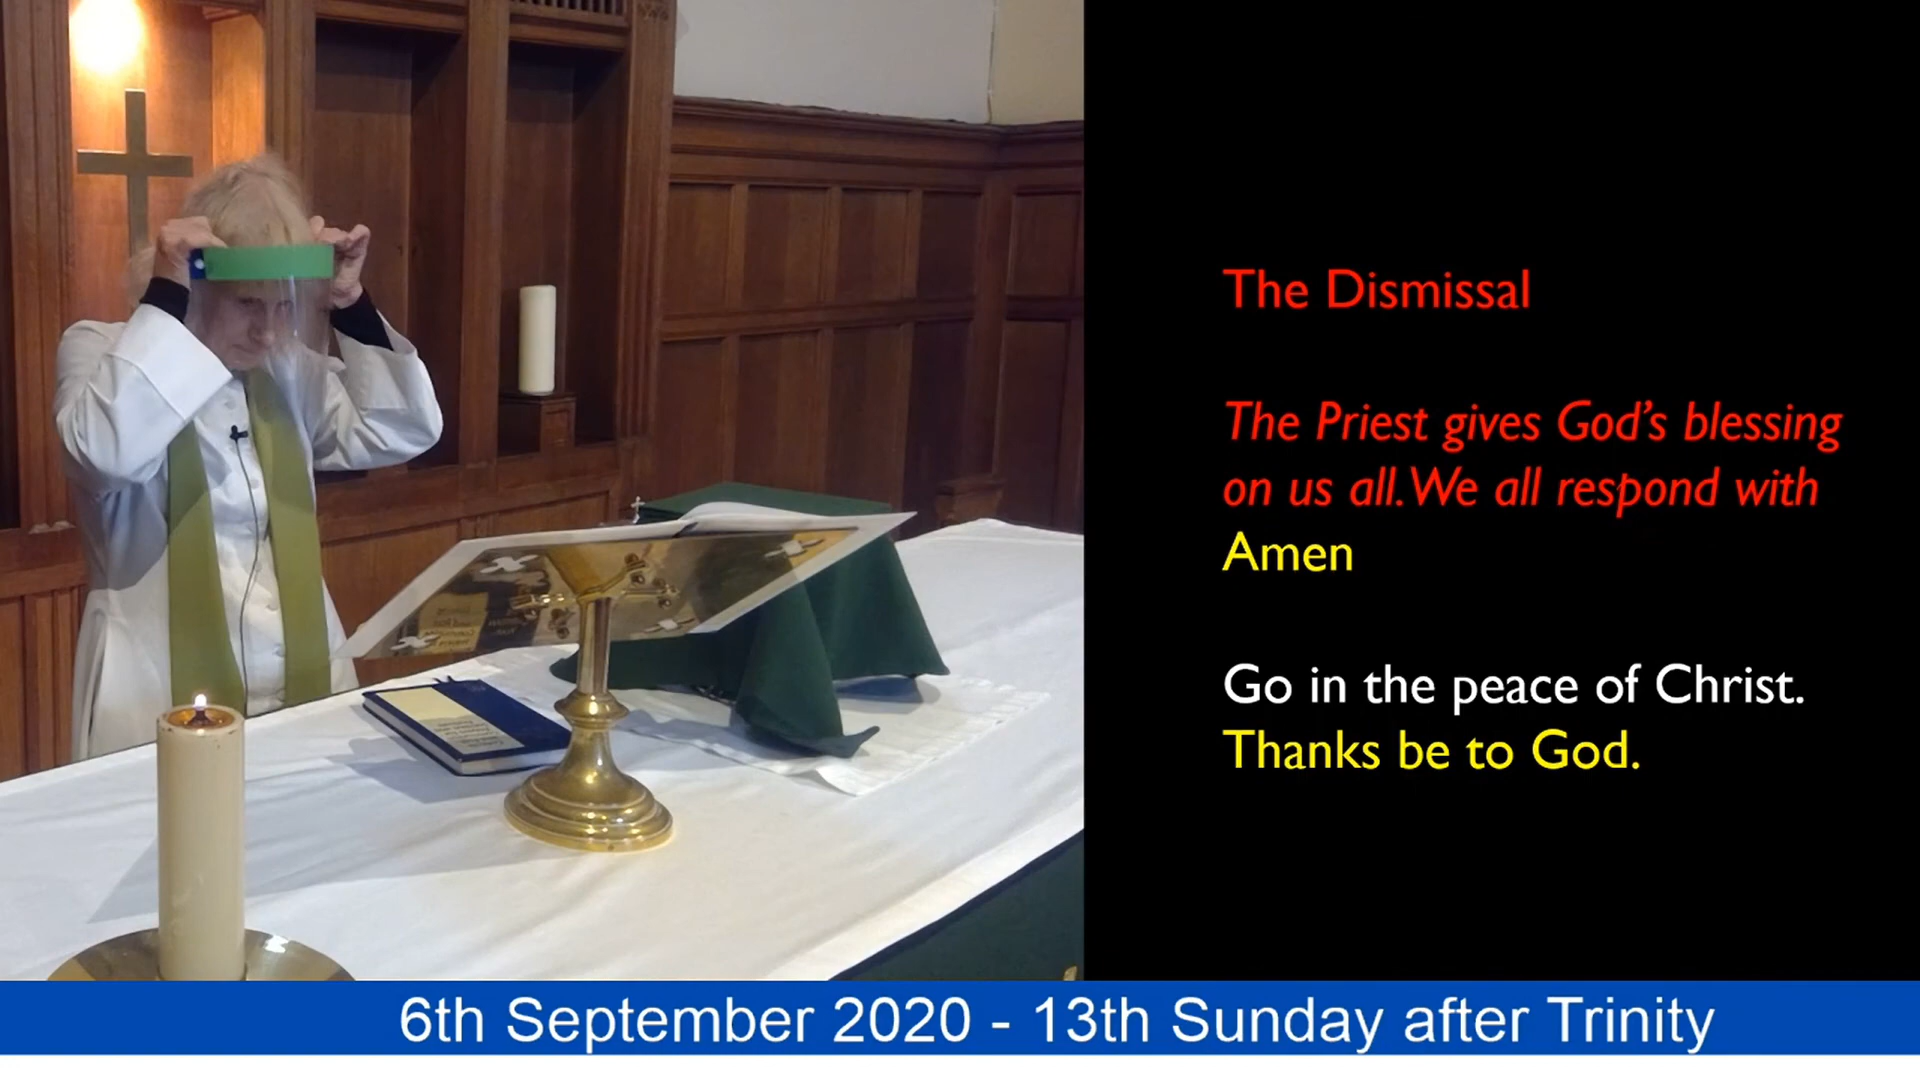 The Dismissal
The Priest gives God's blessing
on us all. We all respond with
Amen
Go in the peace of Christ.
Thanks be to God.
6th September 2020 - 13th Sunday after Trinity